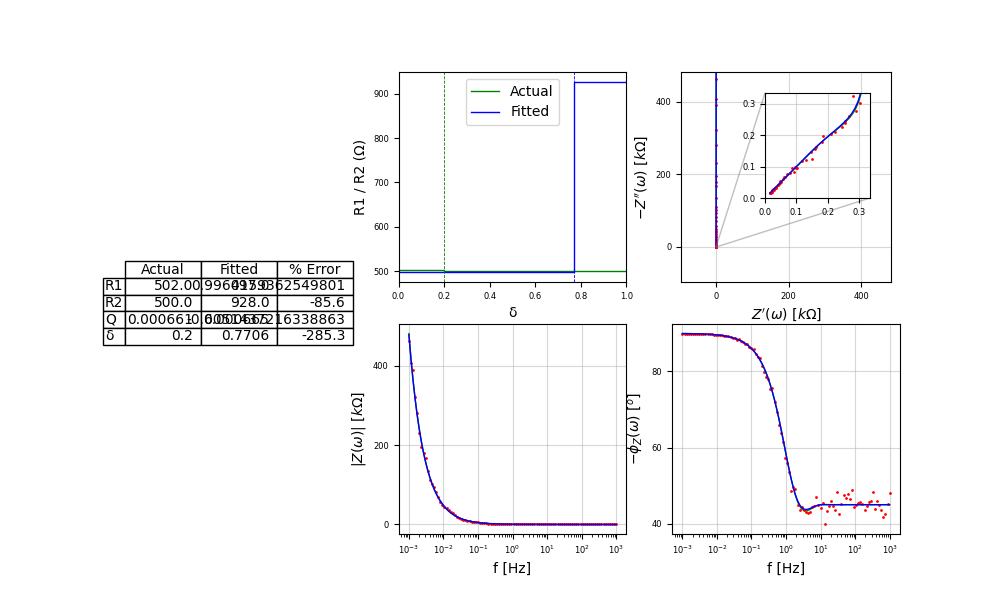 Actual Fitted % Error
R1 502.0
R2 500.0 928.0 -85.6
Q
δ 0.2 0.7706 -285.3
R1 / R2 (Ω)
900
800
700
600
500
0.0 0.2 0.4 0.6 0.8 1.0
δ
Actual
Fitted
−Z″(ω) [kΩ]
400
200
0
0 200 400
Z′(ω) [kΩ]
0.3
0.2
0.1
0.0
0.0 0.1 0.2 0.3
|Z(ω)| [kΩ]
400
200
0
10⁻³ 10⁻² 10⁻¹ 10⁰ 10¹ 10² 10³
f [Hz]
−ϕ_Z(ω) [°]
80
60
40
10⁻³ 10⁻² 10⁻¹ 10⁰ 10¹ 10² 10³
f [Hz]